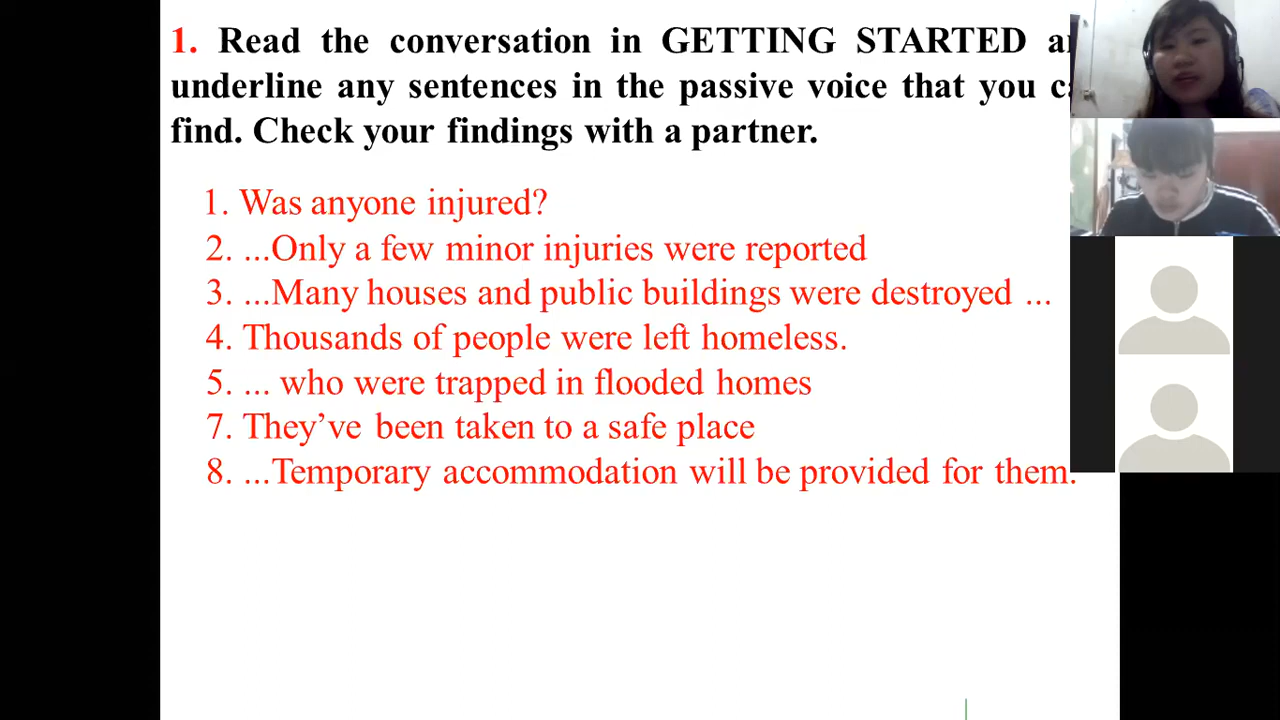 1. Read the conversation in GETTING STARTED
underline any sentences in the passive voice that you
find. Check your findings with a partner.
1. Was anyone injured?
2. ...Only a few minor injuries were reported
3. ...Many houses and public buildings were destroyed ...
4. Thousands of people were left homeless.
5. ... who were trapped in flooded homes
7. They’ve been taken to a safe place
8. ...Temporary accommodation will be provided for them.